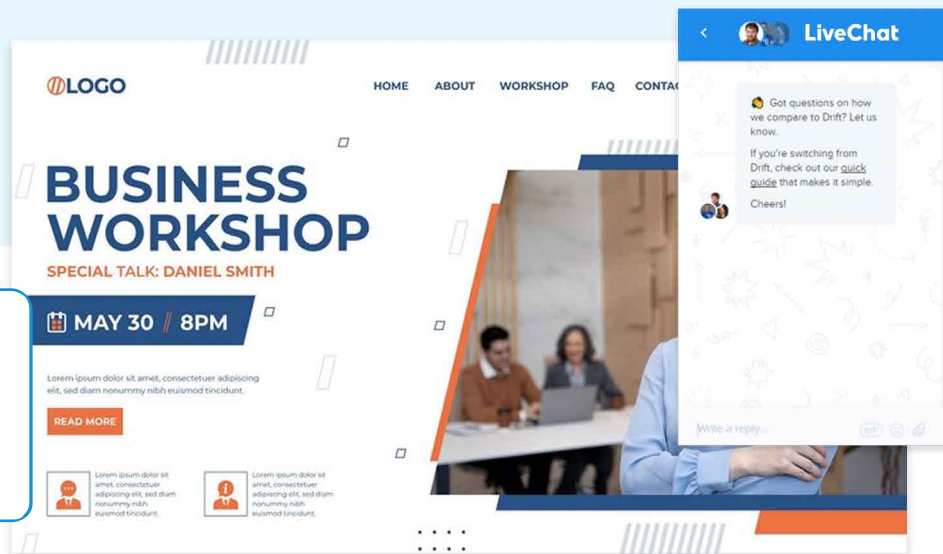 LOGO
HOME ABOUT WORKSHOP FAQ CONTAC
BUSINESS
WORKSHOP
SPECIAL TALK: DANIEL SMITH
MAY 30 // 8PM
Lorem ipsum dolor sit amet, consectetuer adipiscing
elit, sed diam nonummy nibh euismod tincidunt.
READ MORE
Lorem ipsum dolor sit
amet, consectetuer
adipiscing elit, sed diam
nonummy nibh
euismod tincidunt.
Lorem ipsum dolor sit
amet, consectetuer
adipiscing elit, sed diam
nonummy nibh
euismod tincidunt.
LiveChat
👋 Got questions on how
we compare to Drift? Let us
know.
If you're switching from
Drift, check out our quick
guide that makes it simple.
Cheers!
Write a reply...
GIF